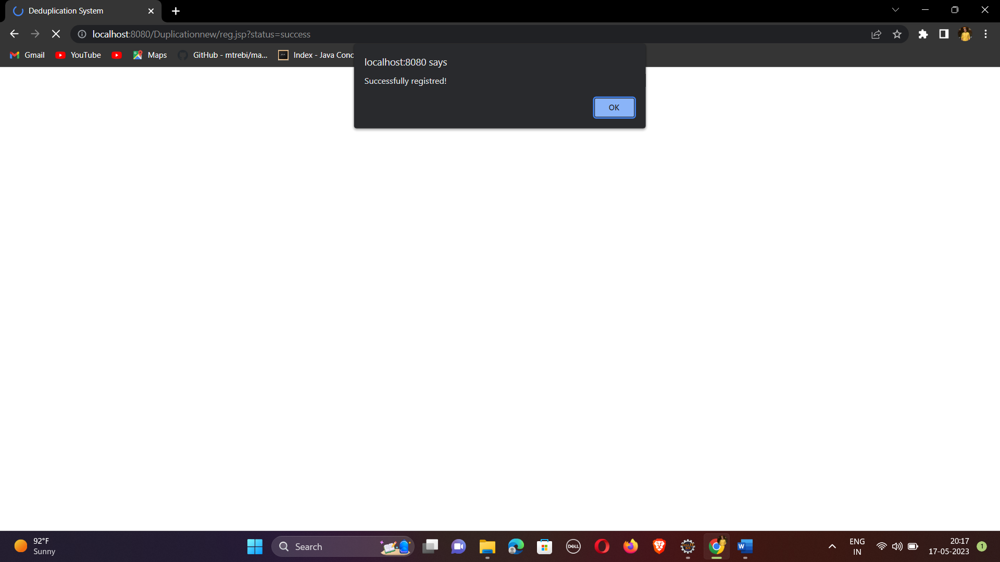 Deduplication System
localhost:8080/Duplicationnew/reg.jsp?status=success
Gmail
YouTube
Maps
GitHub - mtrebi/ma...
Index - Java Conc
localhost:8080 says
Successfully registred!
OK
92°F
Sunny
Search
DELL
W
ENG
IN
20:17
17-05-2023
1